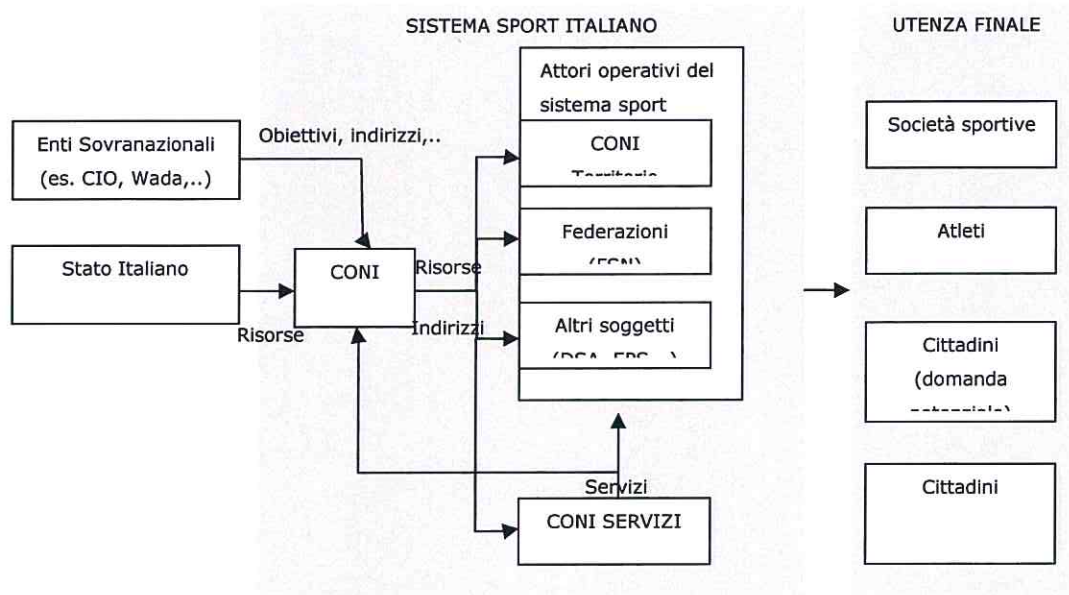 SISTEMA SPORT ITALIANO
UTENZA FINALE
Attori operativi del
sistema sport
Enti Sovranazionali
(es. CIO, Wada,..)
Obiettivi, indirizzi,..
CONI
Società sportive
Stato Italiano
CONI
Risorse
Federazioni
Atleti
Risorse
Indirizzi
Altri soggetti
Cittadini
(domanda
Servizi
CONI SERVIZI
Cittadini